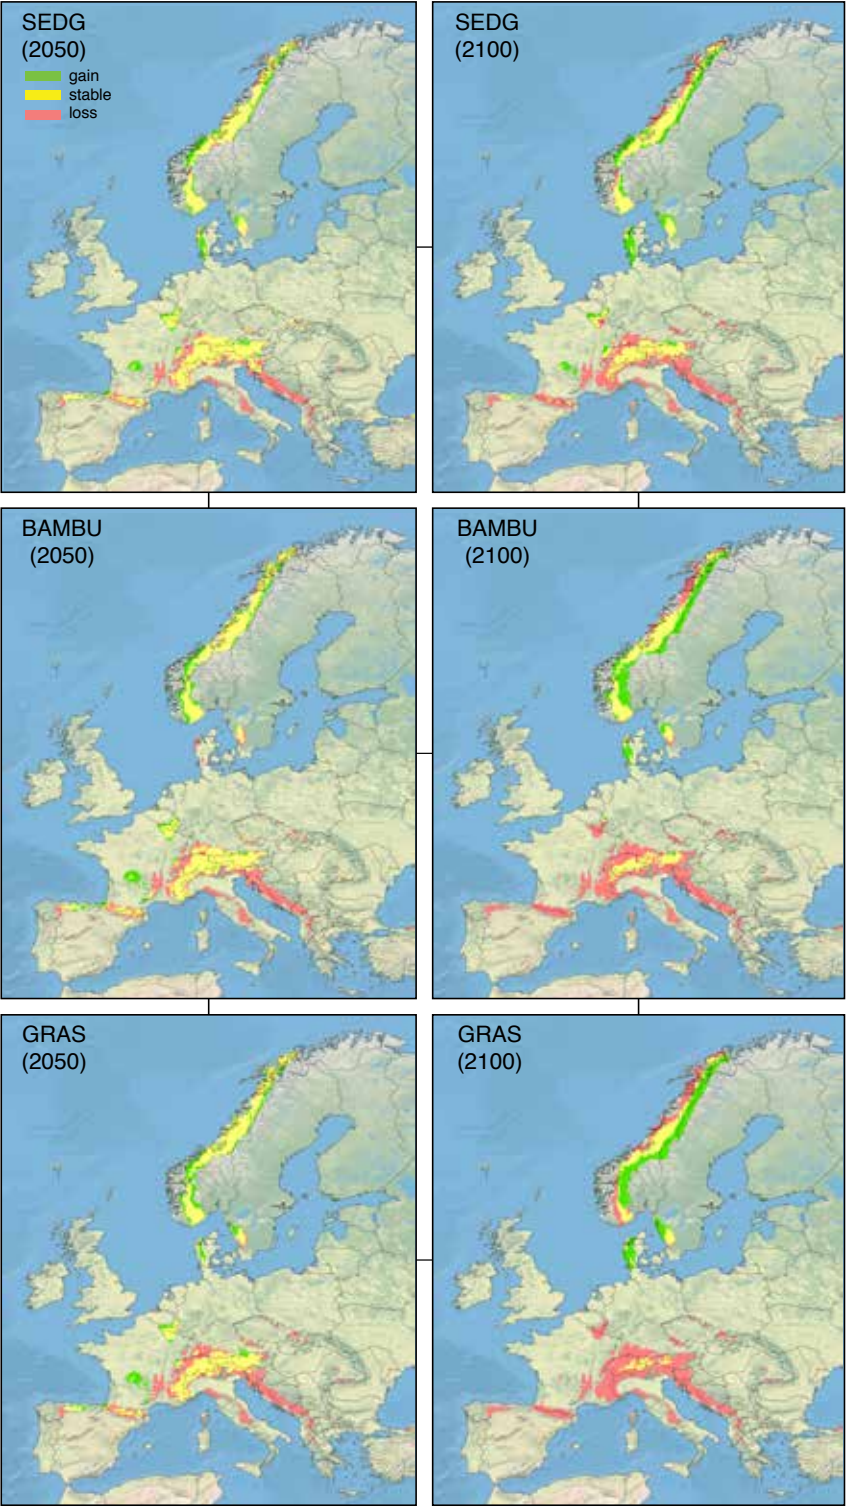 SEDG
(2050)
gain
stable
loss
SEDG
(2100)
BAMBU
(2050)
BAMBU
(2100)
GRAS
(2050)
GRAS
(2100)